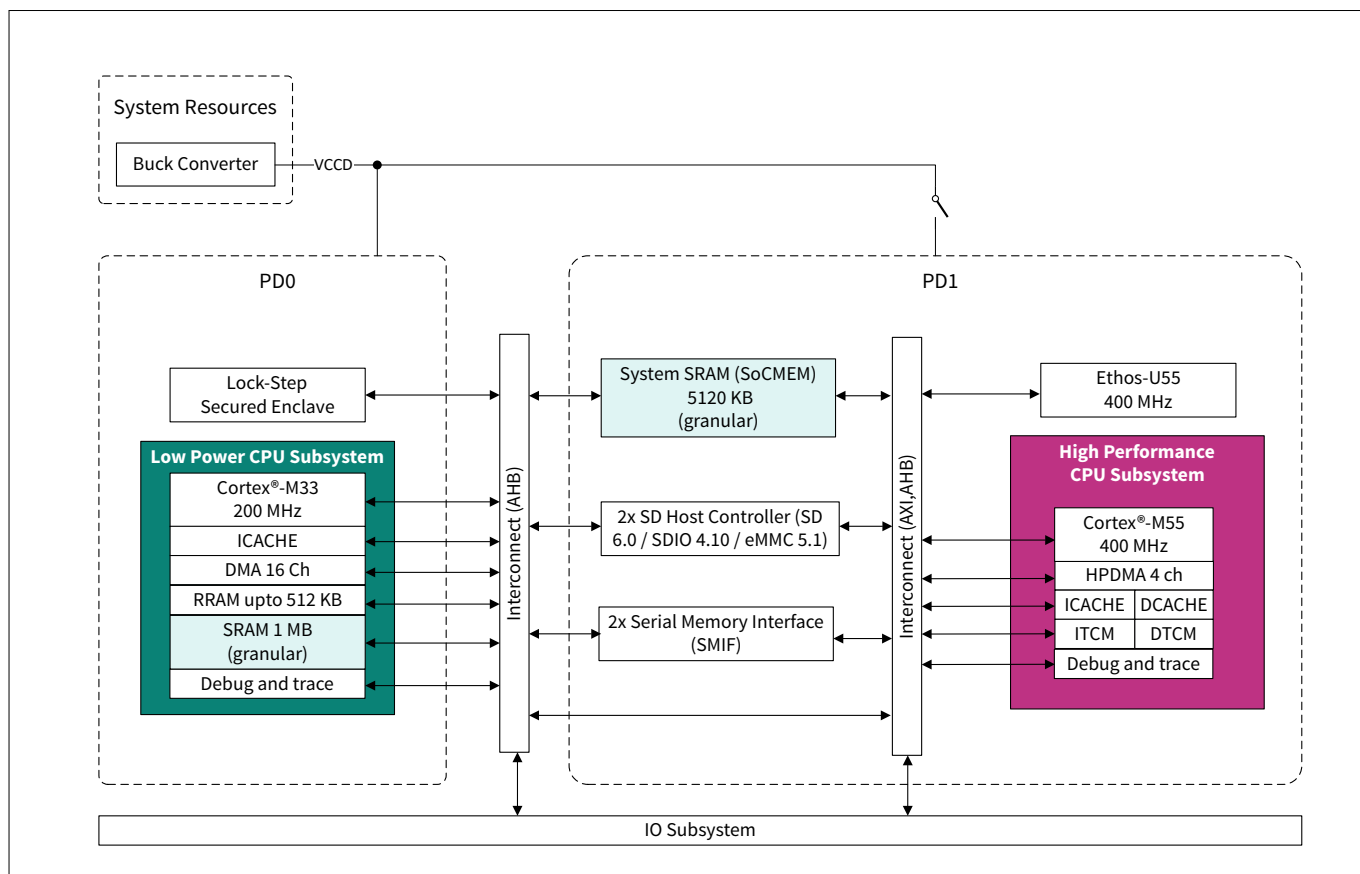 System Resources
Buck Converter
VCCD
PD0
PD1
Lock-Step
Secured Enclave
Low Power CPU Subsystem
Cortex®-M33
200 MHz
ICACHE
DMA 16 Ch
RRAM upto 512 KB
SRAM 1 MB
(granular)
Debug and trace
Interconnect (AHB)
System SRAM (SoCMEM)
5120 KB
(granular)
2x SD Host Controller (SD
6.0 / SDIO 4.10 / eMMC 5.1)
2x Serial Memory Interface
(SMIF)
Interconnect (AXI,AHB)
Ethos-U55
400 MHz
High Performance
CPU Subsystem
Cortex®-M55
400 MHz
HPDMA 4 ch
ICACHE DCACHE
ITCM DTCM
Debug and trace
IO Subsystem